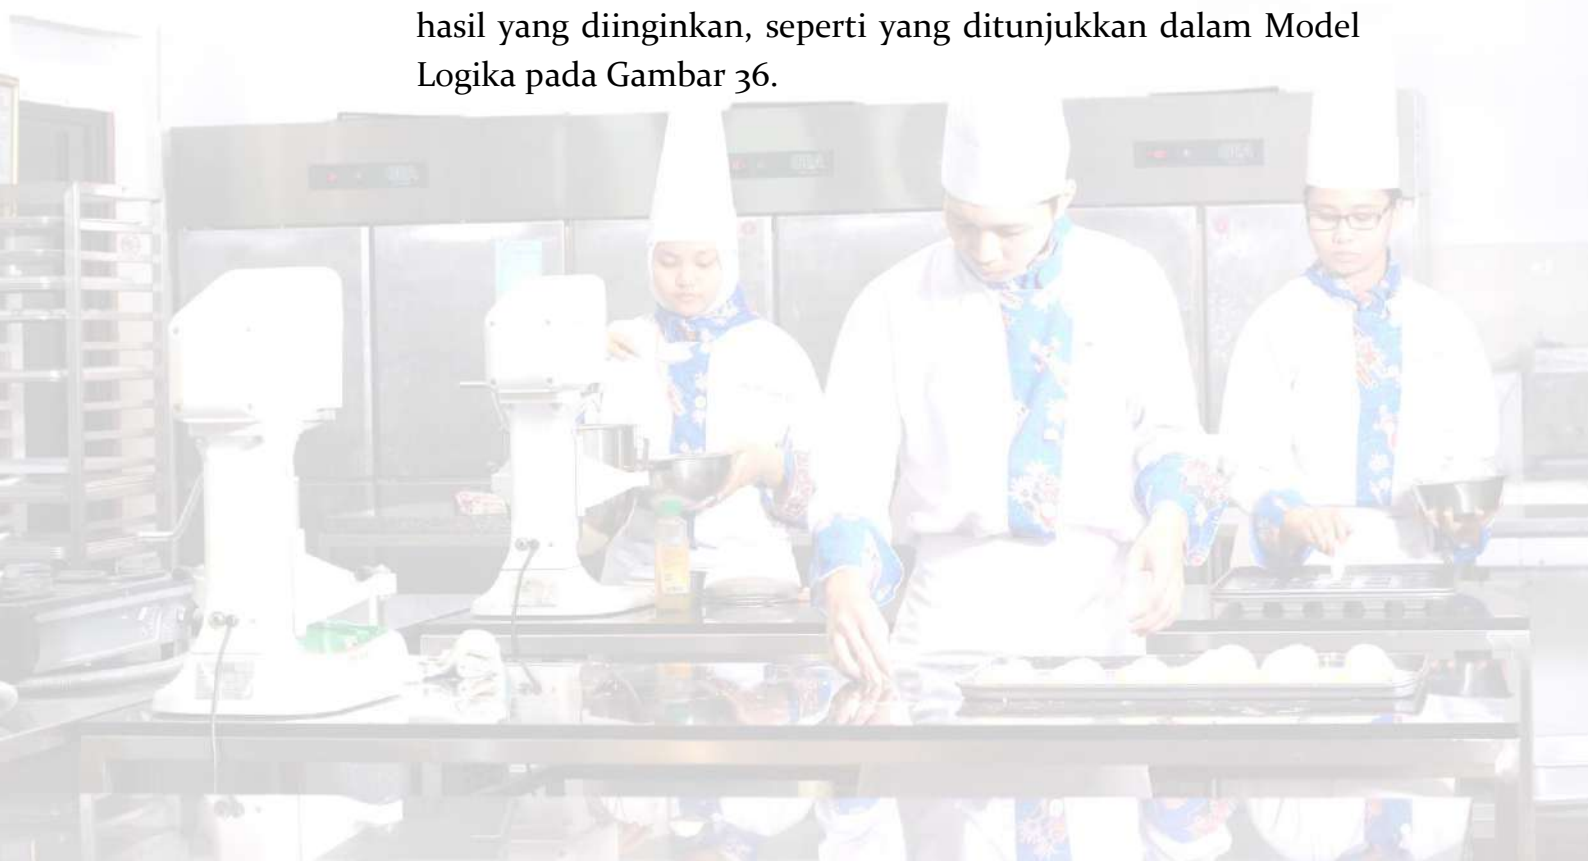 hasil yang diinginkan, seperti yang ditunjukkan dalam Model
Logika pada Gambar 36.